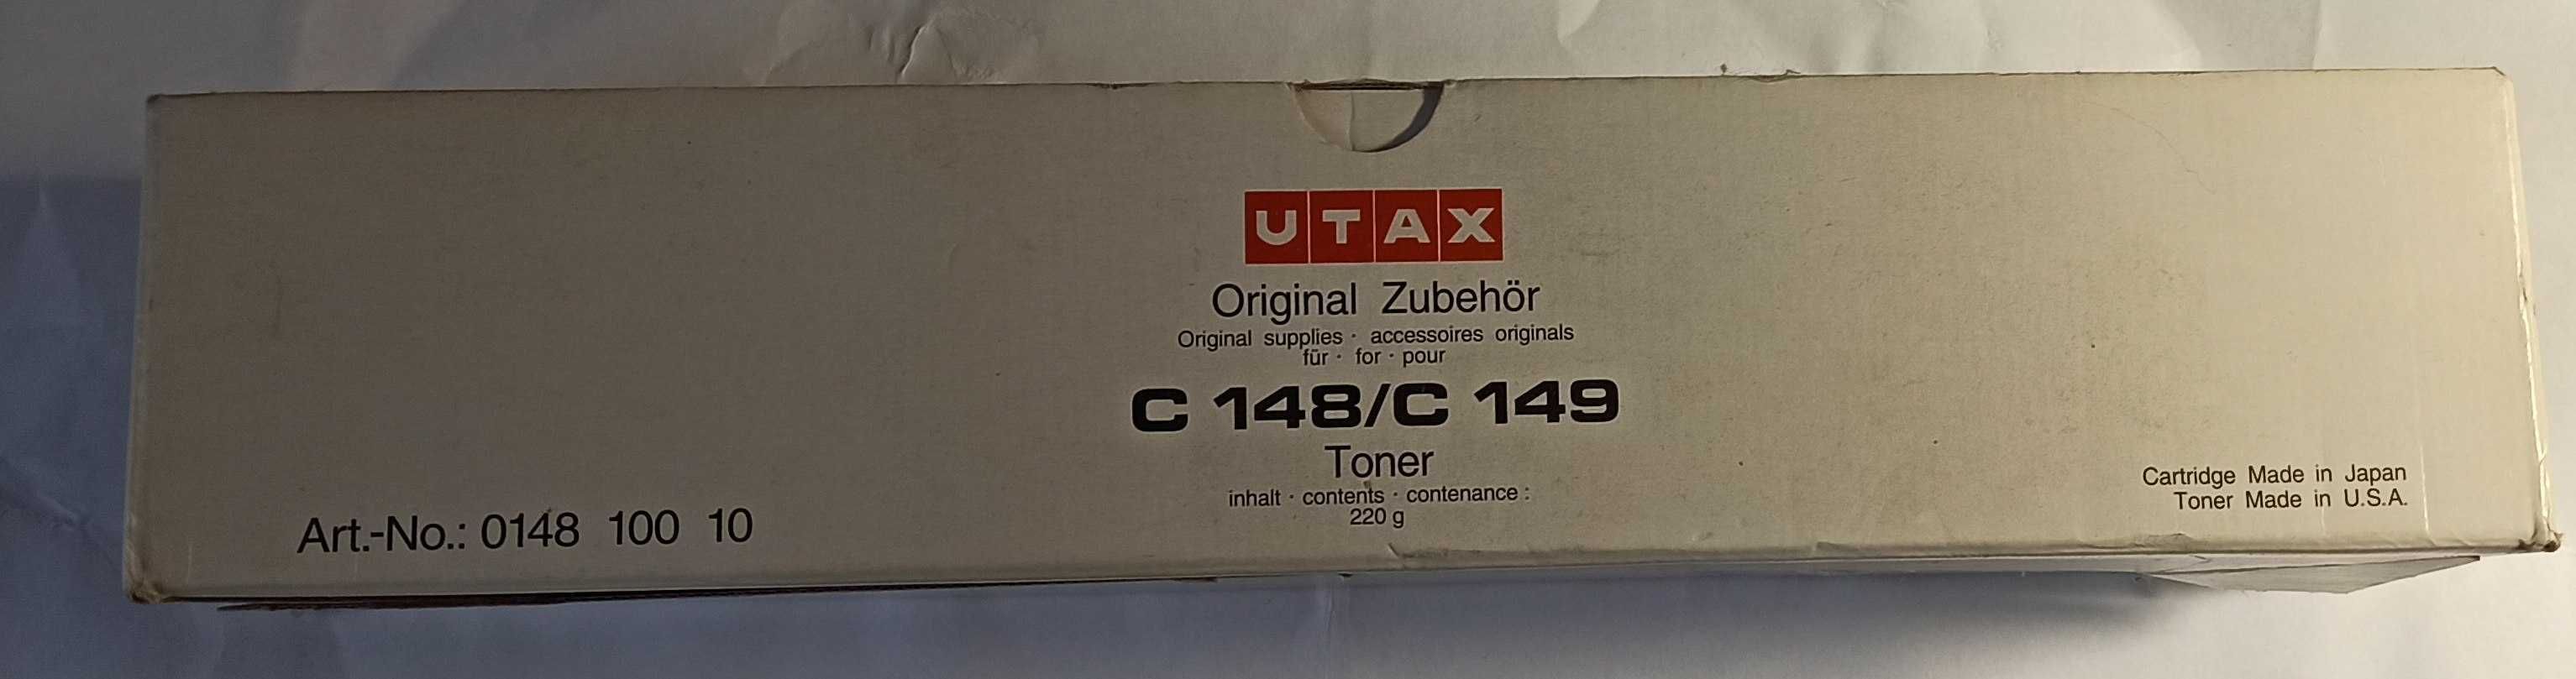 UTAX
Original Zubehör
Original supplies · accessoires originals
für · for · pour
C 148/C 149
Toner
inhalt · contents · contenance :
220 g
Art.-No.: 0148 100 10
Cartridge Made in Japan
Toner Made in U.S.A.